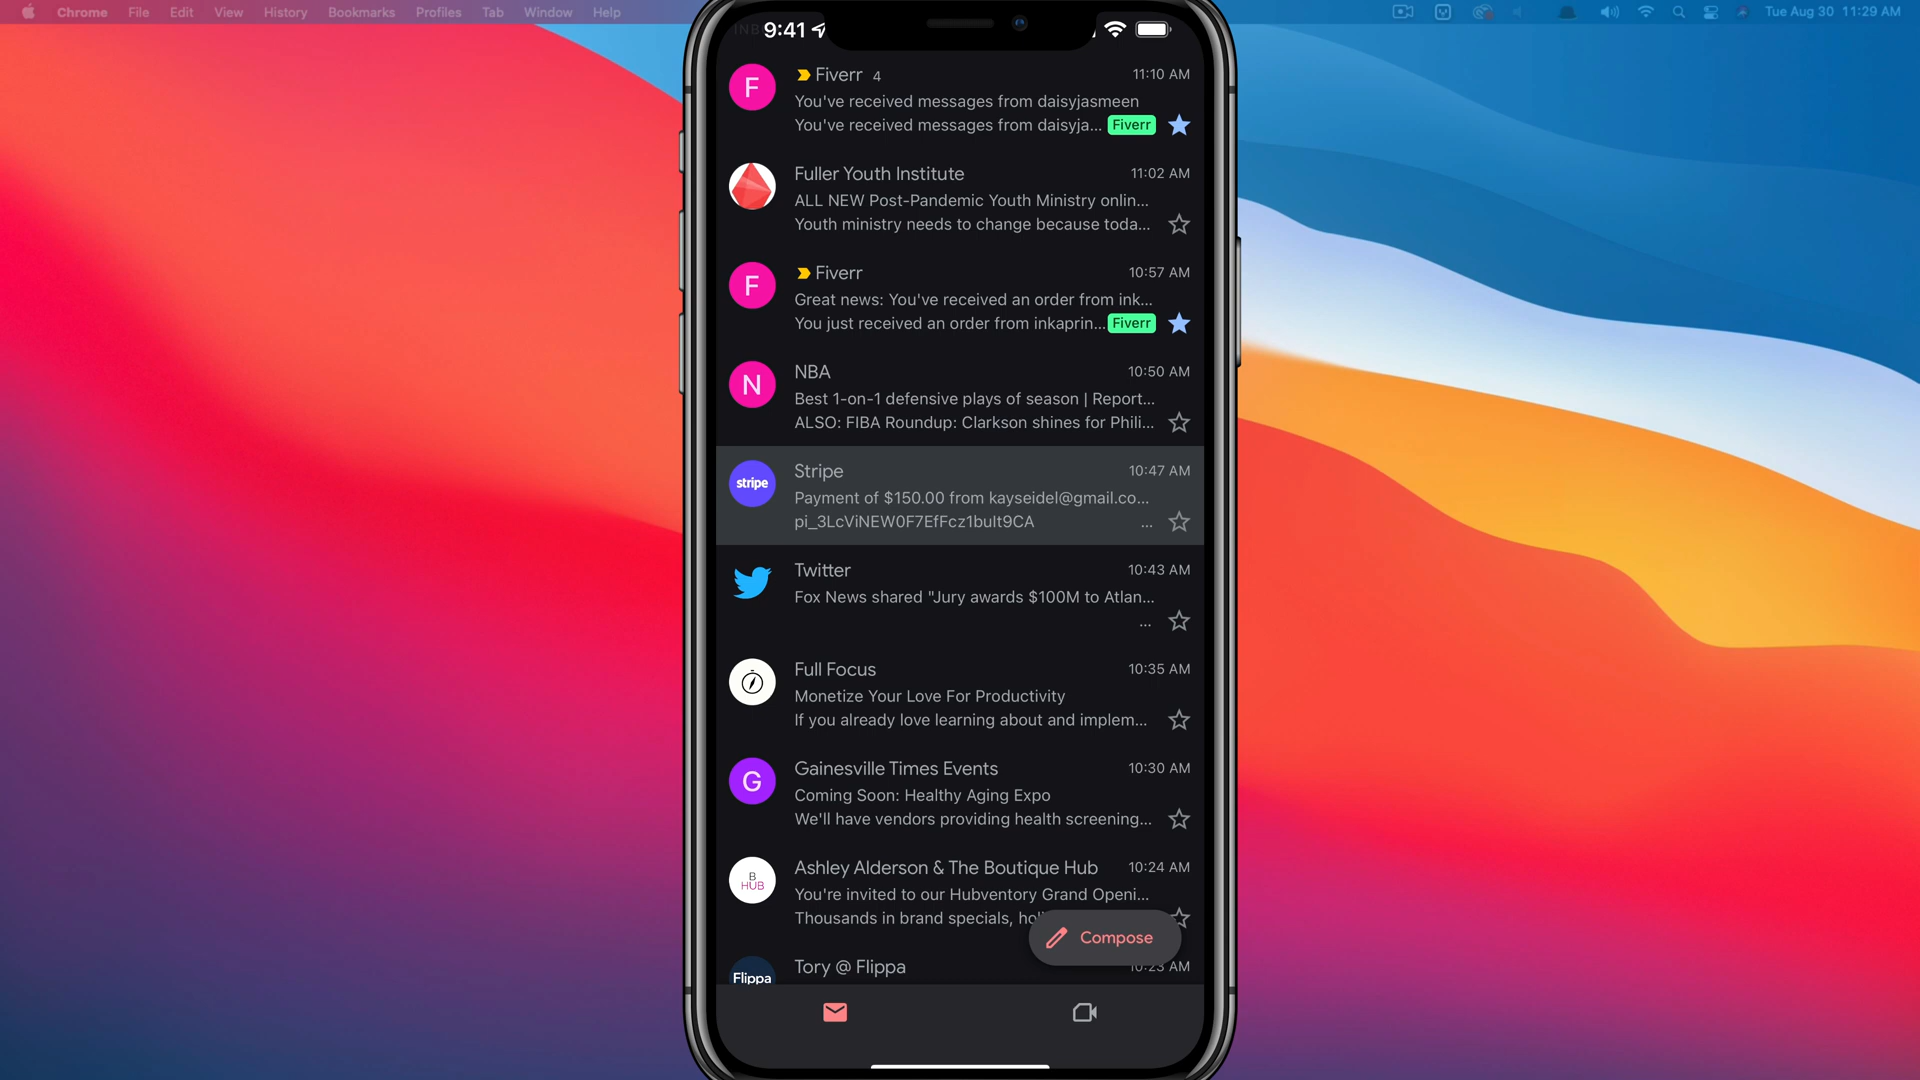 Chrome File Edit View History Bookmarks Profiles Tab Window Help Tue Aug 30 11:29 AM
9:41
F Fiverr 4 11:10 AM
You've received messages from daisyjasmeen
You've received messages from daisyja... Fiverr
Fuller Youth Institute 11:02 AM
ALL NEW Post-Pandemic Youth Ministry onlin...
Youth ministry needs to change because toda...
F Fiverr 10:57 AM
Great news: You've received an order from ink...
You just received an order from inkaprin... Fiverr
N NBA 10:50 AM
Best 1-on-1 defensive plays of season | Report...
ALSO: FIBA Roundup: Clarkson shines for Phili...
stripe Stripe 10:47 AM
Payment of $150.00 from kayseidel@gmail.co...
pi_3LcViNEW0F7EfFcz1bult9CA ...
Twitter 10:43 AM
Fox News shared "Jury awards $100M to Atlan...
...
Full Focus 10:35 AM
Monetize Your Love For Productivity
If you already love learning about and implem...
G Gainesville Times Events 10:30 AM
Coming Soon: Healthy Aging Expo
We'll have vendors providing health screening...
B HUB Ashley Alderson & The Boutique Hub 10:24 AM
You're invited to our Hubventory Grand Openi...
Thousands in brand specials, hol
Compose
Flippa Tory @ Flippa 10:23 AM